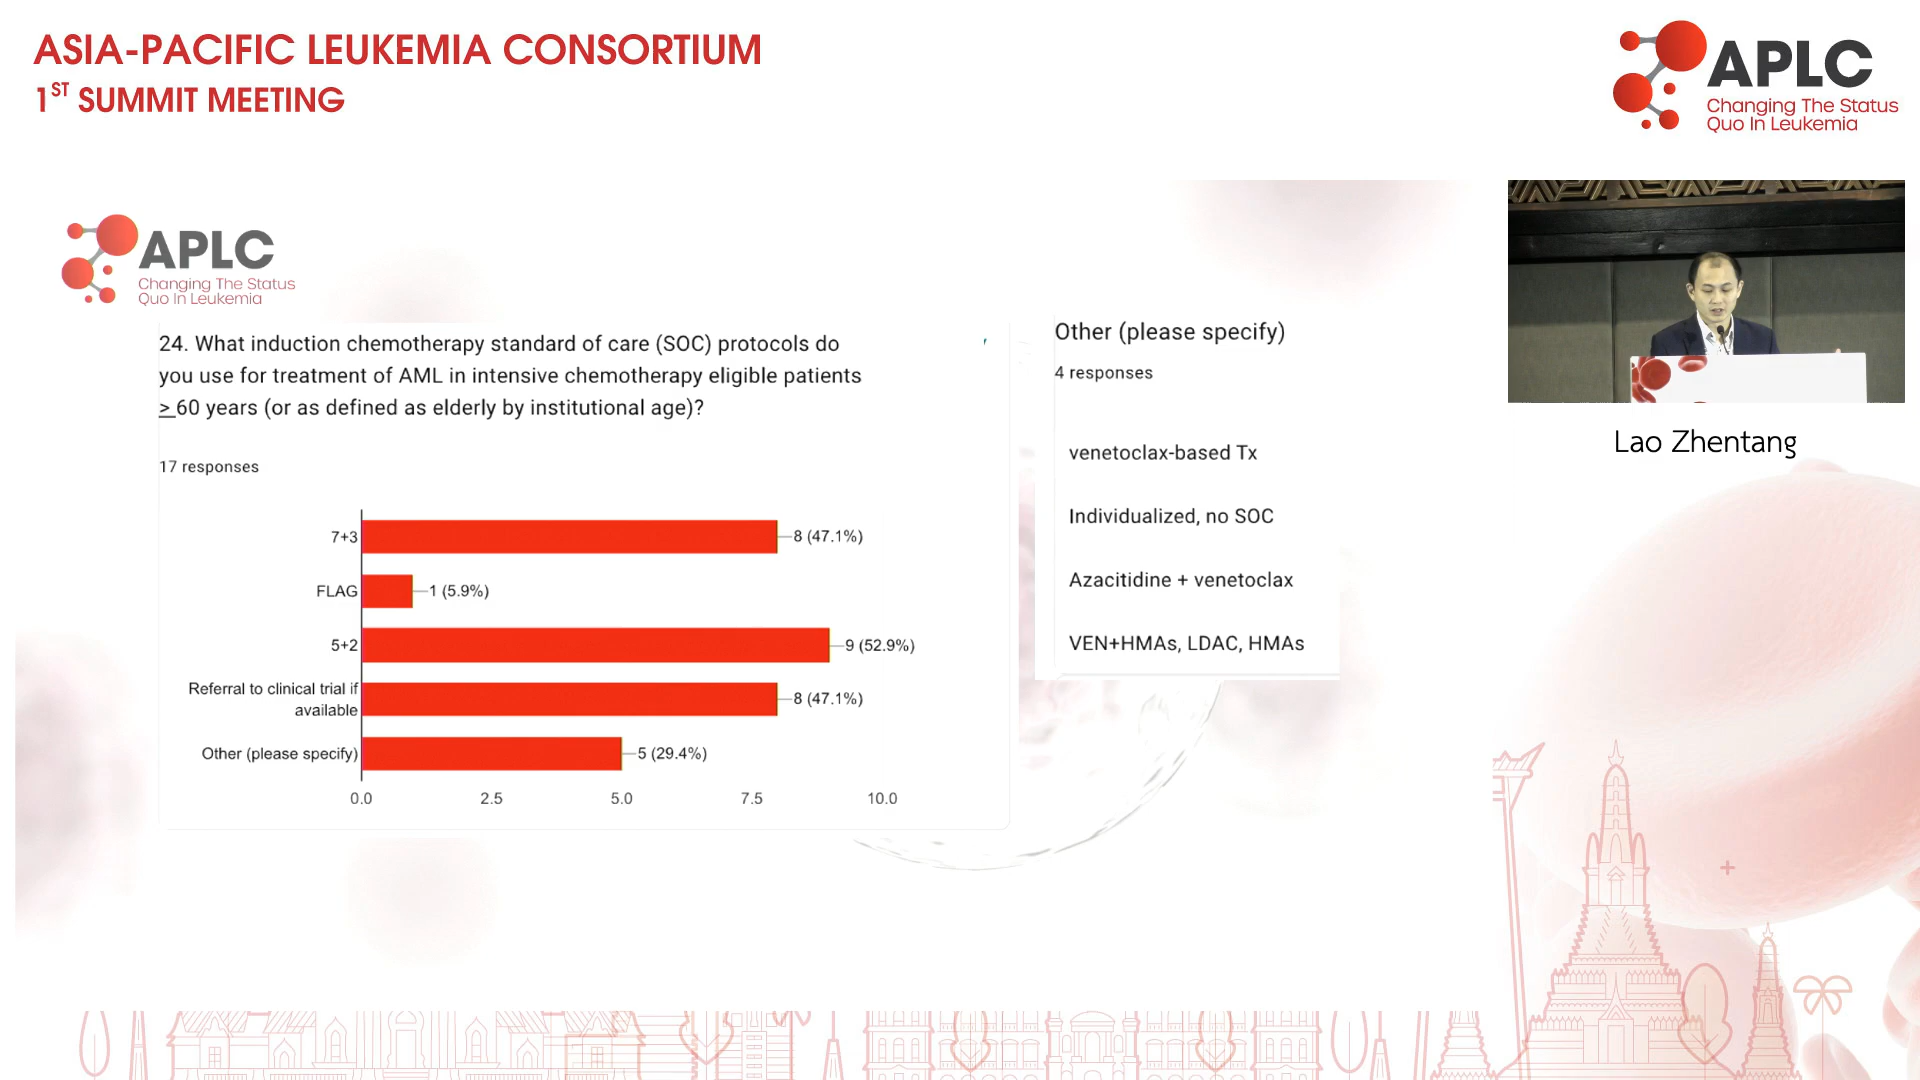 ASIA-PACIFIC LEUKEMIA CONSORTIUM
1ST SUMMIT MEETING
APLC
Changing The Status
Quo In Leukemia
APLC
Changing The Status
Quo In Leukemia
24. What induction chemotherapy standard of care (SOC) protocols do
you use for treatment of AML in intensive chemotherapy eligible patients
> 60 years (or as defined as elderly by institutional age)?
17 responses
7+3
8 (47.1%)
FLAG
1 (5.9%)
5+2
9 (52.9%)
Referral to clinical trial if
available
8 (47.1%)
Other (please specify)
5 (29.4%)
0.0 2.5 5.0 7.5 10.0
Other (please specify)
4 responses
venetoclax-based Tx
Individualized, no SOC
Azacitidine + venetoclax
VEN+HMAs, LDAC, HMAs
Lao Zhentang